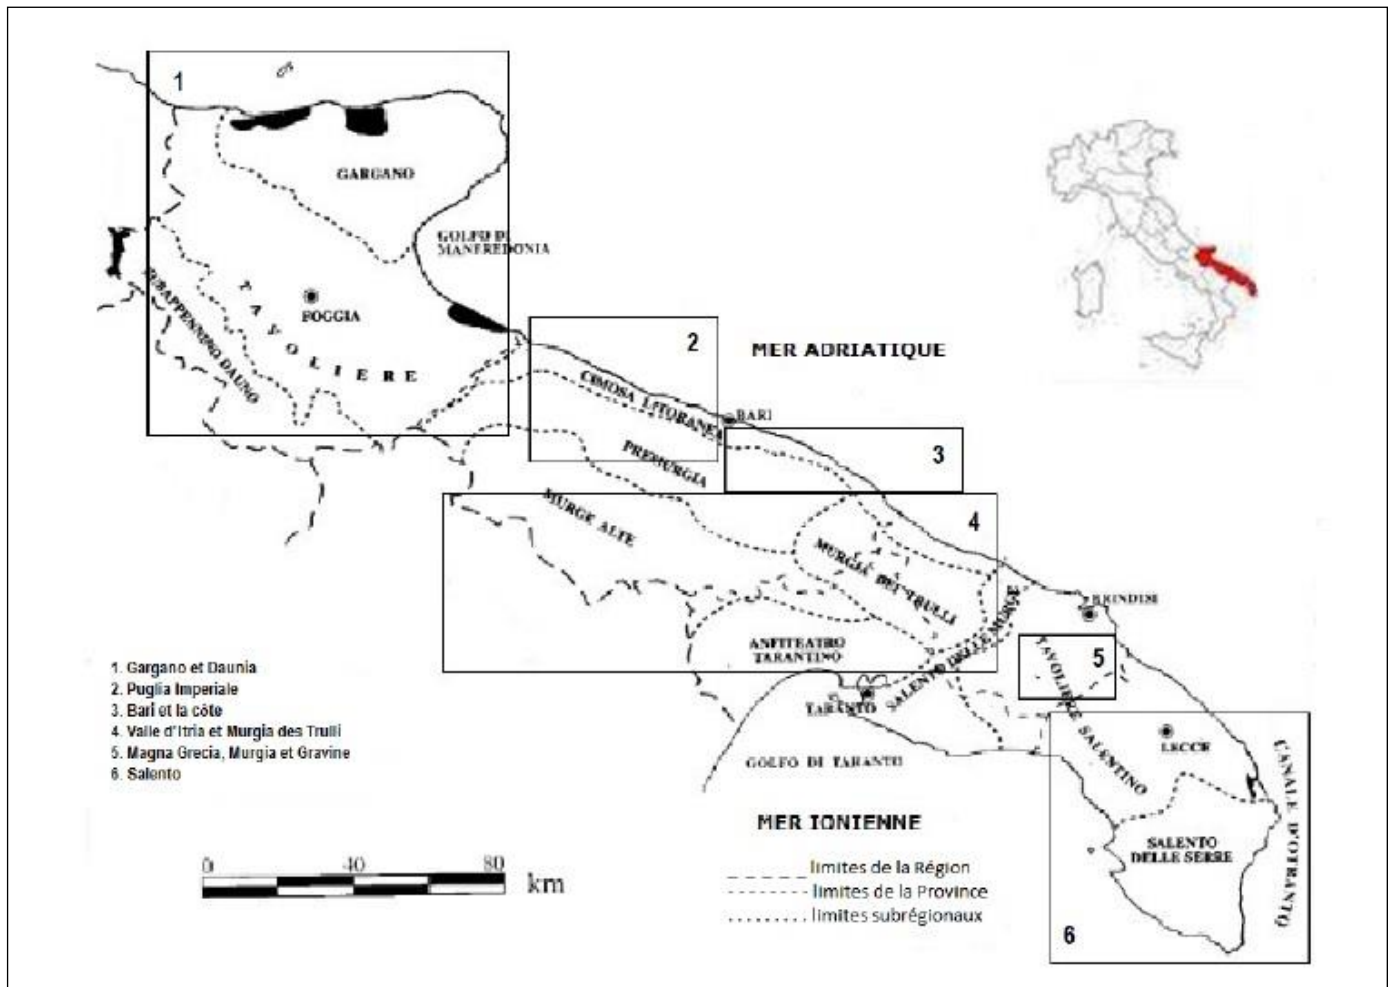 1
GARGANO
GOLFO DI
MANFREDONIA
SUBAPPENNINO DAUNO
TAVOLIERE
FOGGIA
2
MER ADRIATIQUE
CIMOSA LITORANEA
BARI
PREMURGIA
3
MURGE ALTE
4
MURGIA DEI TRULLI
BRINDISI
ANFITEATRO
TARANTINO
SALENTO DELLE MURGE
5
TAVOLIERE SALENTINO
TARANTO
LECCE
GOLFO DI TARANTO
CANALE D'OTRANTO
1. Gargano et Daunia
2. Puglia Imperiale
3. Bari et la côte
4. Valle d'Itria et Murgia des Trulli
5. Magna Grecia, Murgia et Gravine
6. Salento
MER IONIENNE
SALENTO
DELLE SERRE
0 40 80
km
limites de la Région
limites de la Province
limites subrégionaux
6